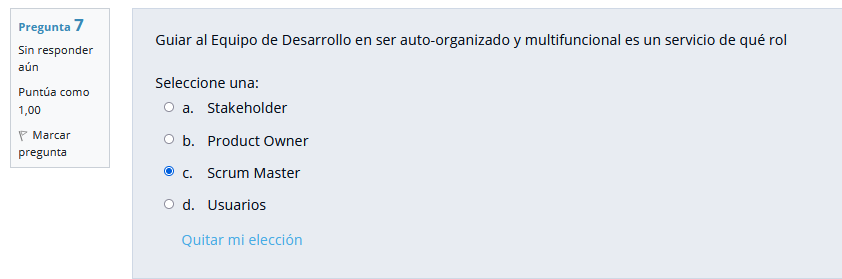 Pregunta 7
Sin responder
aún
Puntúa como
1,00
Marcar
pregunta
Guiar al Equipo de Desarrollo en ser auto-organizado y multifuncional es un servicio de qué rol
Seleccione una:
a. Stakeholder
b. Product Owner
c. Scrum Master
d. Usuarios
Quitar mi elección